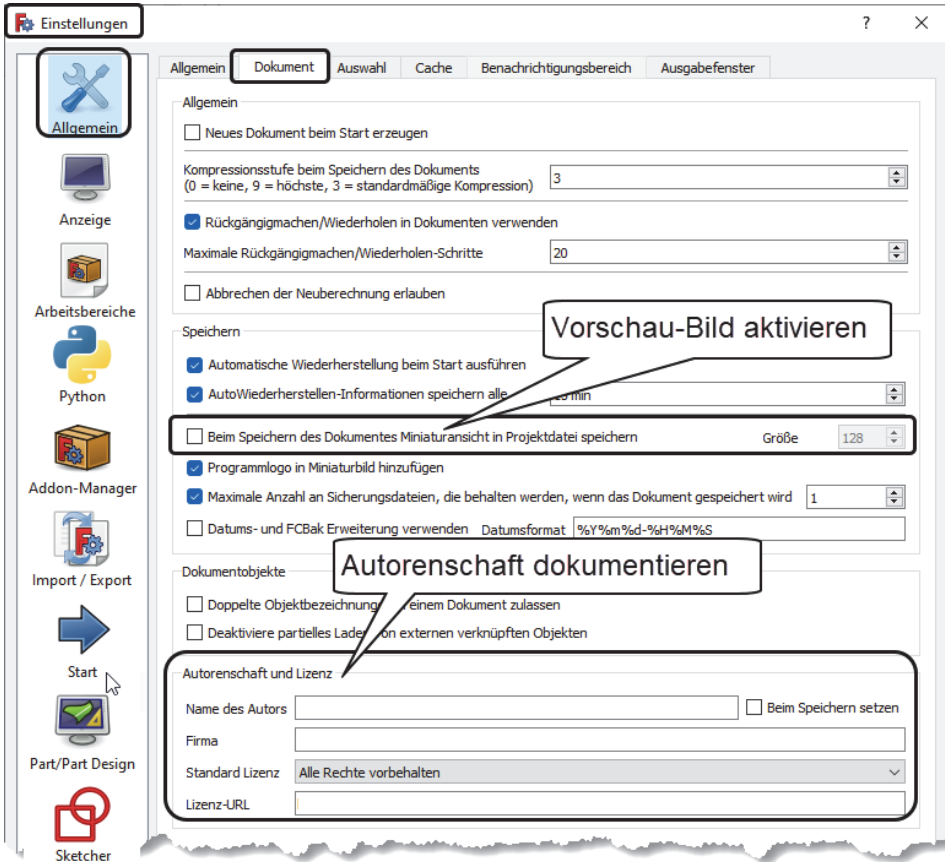 Einstellungen
?
Allgemein
Anzeige
Arbeitsbereiche
Python
Addon-Manager
Import / Export
Start
Part/Part Design
Sketcher
Allgemein Dokument Auswahl Cache Benachrichtigungsbereich Ausgabefenster
Allgemein
Neues Dokument beim Start erzeugen
Kompressionsstufe beim Speichern des Dokuments
(0 = keine, 9 = höchste, 3 = standardmäßige Kompression) 3
Rückgängigmachen/Wiederholen in Dokumenten verwenden
Maximale Rückgängigmachen/Wiederholen-Schritte 20
Abbrechen der Neuberechnung erlauben
Vorschau-Bild aktivieren
Speichern
Automatische Wiederherstellung beim Start ausführen
AutoWiederherstellen-Informationen speichern alle min
Beim Speichern des Dokumentes Miniaturansicht in Projektdatei speichern Größe 128
Programmlogo in Miniaturbild hinzufügen
Maximale Anzahl an Sicherungsdateien, die behalten werden, wenn das Dokument gespeichert wird 1
Datums- und FCBak Erweiterung verwenden Datumsformat %Y%m%d-%H%M%S
Autorenschaft dokumentieren
Dokumentobjekte
Doppelte Objektbezeichnung einem Dokument zulassen
Deaktiviere partielles Lade on externen verknüpften Objekten
Autorenschaft und Lizenz
Name des Autors Beim Speichern setzen
Firma
Standard Lizenz Alle Rechte vorbehalten
Lizenz-URL